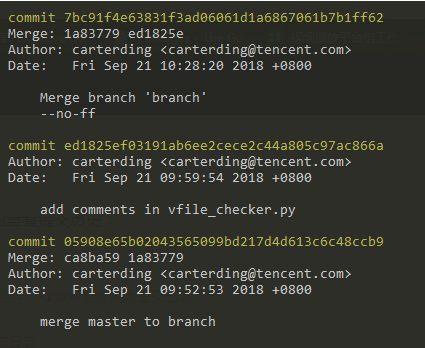 commit 7bc91f4e63831f3ad06061d1a6867061b7b1ff62
Merge: 1a83779 ed1825e
Author: carterding <carterding@tencent.com>
Date:   Fri Sep 21 10:28:20 2018 +0800
    Merge branch 'branch'
    --no-ff
commit ed1825ef03191ab6ee2cece2c44a805c97ac866a
Author: carterding <carterding@tencent.com>
Date:   Fri Sep 21 09:59:54 2018 +0800
    add comments in vfile_checker.py
commit 05908e65b02043565099bd217d4d613c6c48ccb9
Merge: ca8ba59 1a83779
Author: carterding <carterding@tencent.com>
Date:   Fri Sep 21 09:52:53 2018 +0800
    merge master to branch